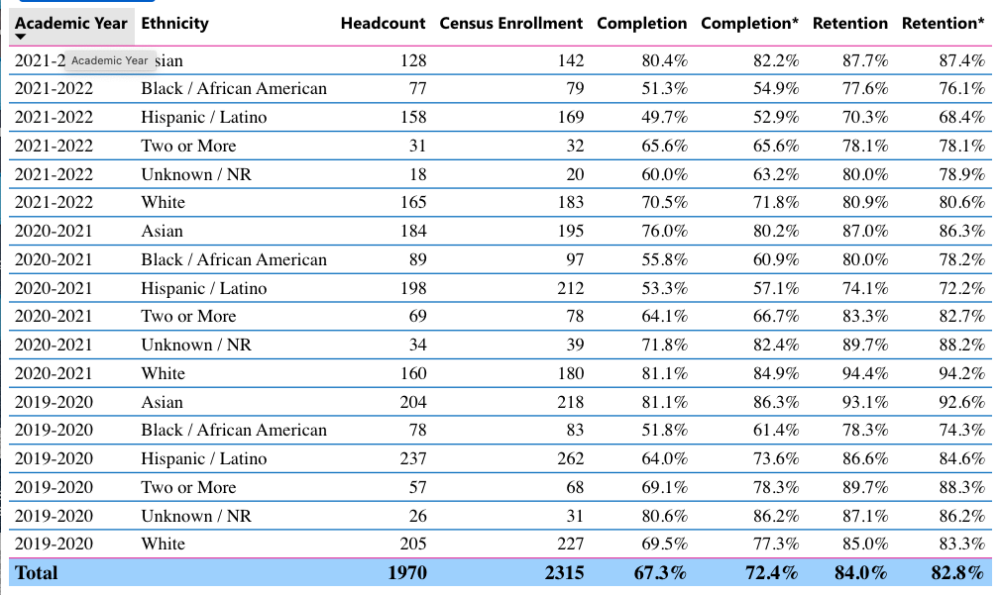 Academic Year Ethnicity Headcount Census Enrollment Completion Completion* Retention Retention*
2021-2 Academic Year sian 128 142 80.4% 82.2% 87.7% 87.4%
2021-2022 Black / African American 77 79 51.3% 54.9% 77.6% 76.1%
2021-2022 Hispanic / Latino 158 169 49.7% 52.9% 70.3% 68.4%
2021-2022 Two or More 31 32 65.6% 65.6% 78.1% 78.1%
2021-2022 Unknown / NR 18 20 60.0% 63.2% 80.0% 78.9%
2021-2022 White 165 183 70.5% 71.8% 80.9% 80.6%
2020-2021 Asian 184 195 76.0% 80.2% 87.0% 86.3%
2020-2021 Black / African American 89 97 55.8% 60.9% 80.0% 78.2%
2020-2021 Hispanic / Latino 198 212 53.3% 57.1% 74.1% 72.2%
2020-2021 Two or More 69 78 64.1% 66.7% 83.3% 82.7%
2020-2021 Unknown / NR 34 39 71.8% 82.4% 89.7% 88.2%
2020-2021 White 160 180 81.1% 84.9% 94.4% 94.2%
2019-2020 Asian 204 218 81.1% 86.3% 93.1% 92.6%
2019-2020 Black / African American 78 83 51.8% 61.4% 78.3% 74.3%
2019-2020 Hispanic / Latino 237 262 64.0% 73.6% 86.6% 84.6%
2019-2020 Two or More 57 68 69.1% 78.3% 89.7% 88.3%
2019-2020 Unknown / NR 26 31 80.6% 86.2% 87.1% 86.2%
2019-2020 White 205 227 69.5% 77.3% 85.0% 83.3%
Total 1970 2315 67.3% 72.4% 84.0% 82.8%